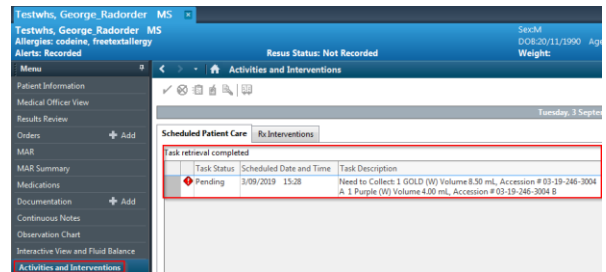 Testwhs, George_Radorder MS
Testwhs, George_Radorder MS
Allergies: codeine, freetextallergy
Alerts: Recorded
Resus Status: Not Recorded
Sex:M
DOB:20/11/1990 Age
Weight:
Menu
Activities and Interventions
Patient Information
Medical Officer View
Results Review
Orders + Add
MAR
MAR Summary
Medications
Documentation + Add
Continuous Notes
Observation Chart
Interactive View and Fluid Balance
Activities and Interventions
Tuesday, 3 Septe
Scheduled Patient Care Rx Interventions
Task retrieval completed
Task Status Scheduled Date and Time Task Description
Pending 3/09/2019 15:28 Need to Collect: 1 GOLD (W) Volume 8.50 mL, Accession # 03-19-246-3004
A 1 Purple (W) Volume 4.00 mL, Accession # 03-19-246-3004 B